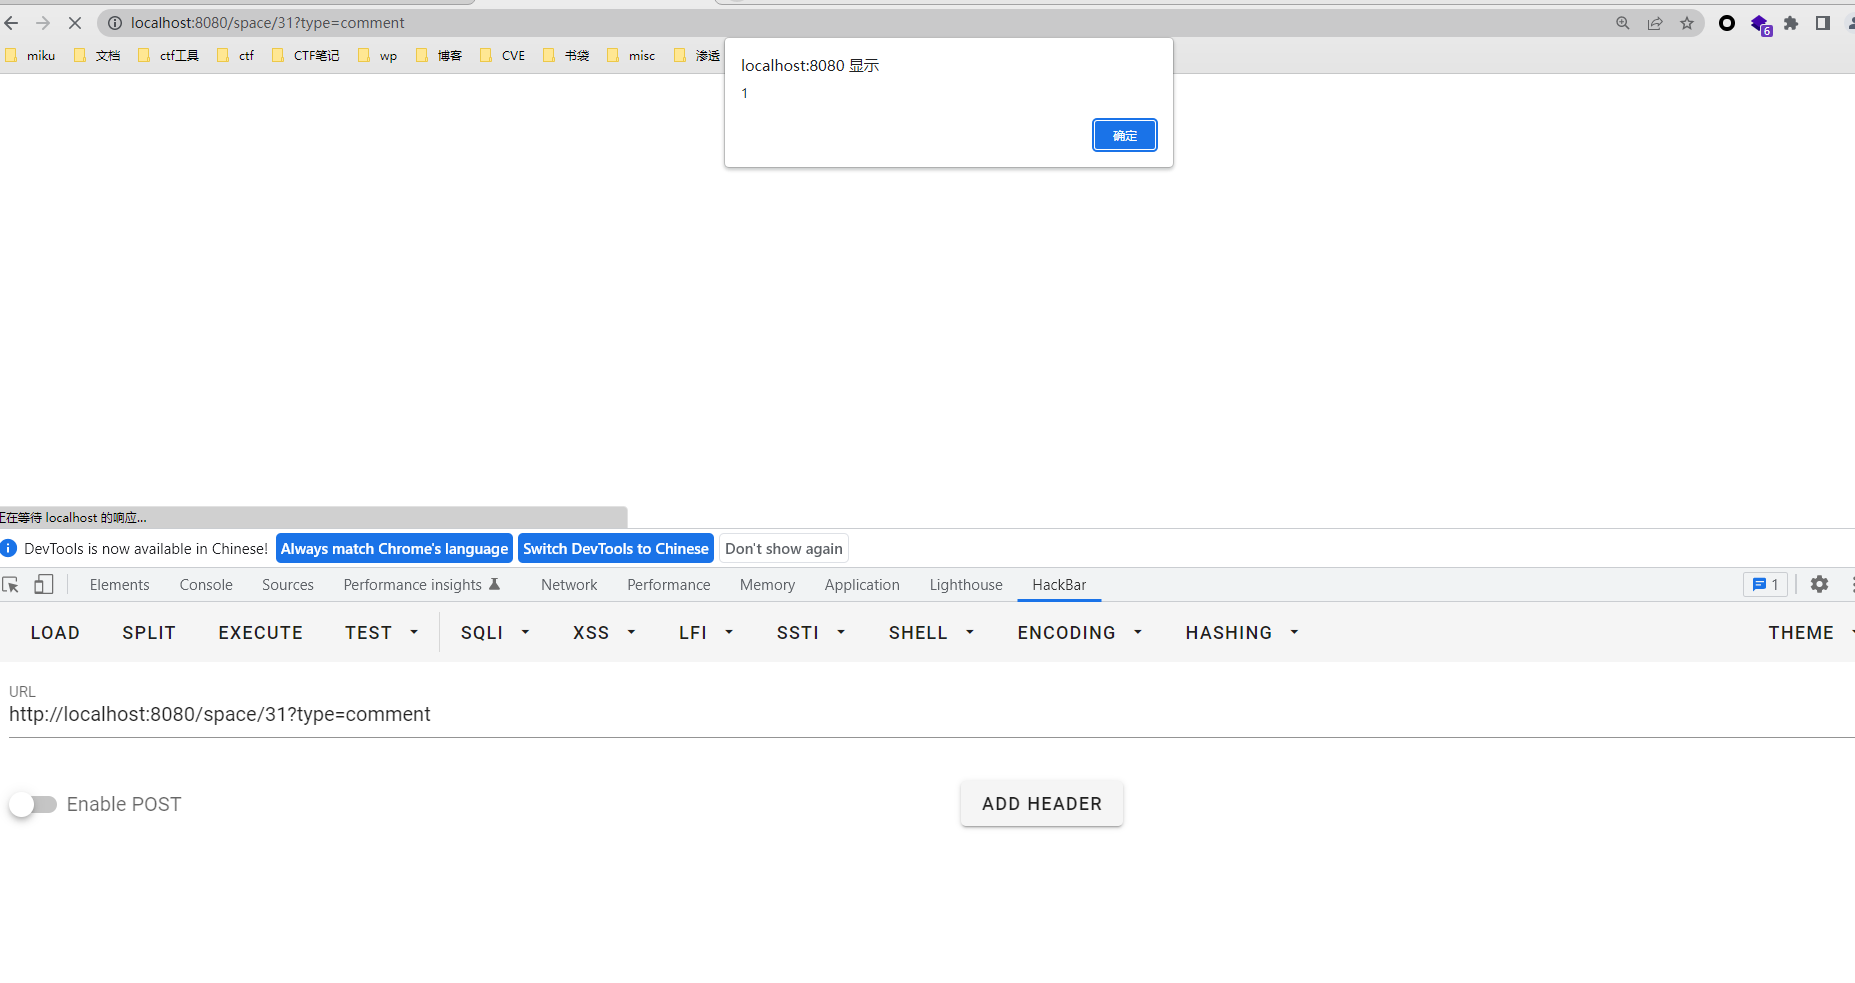 localhost:8080/space/31?type=comment
6
miku 文档 ctf工具 ctf CTF笔记 wp 博客 CVE 书袋 misc 渗透
localhost:8080 显示
1
确定
正在等待 localhost 的响应...
DevTools is now available in Chinese! Always match Chrome's language Switch DevTools to Chinese Don't show again
Elements Console Sources Performance insights Network Performance Memory Application Lighthouse HackBar 1
LOAD SPLIT EXECUTE TEST SQLI XSS LFI SSTI SHELL ENCODING HASHING THEME
URL
http://localhost:8080/space/31?type=comment
Enable POST ADD HEADER